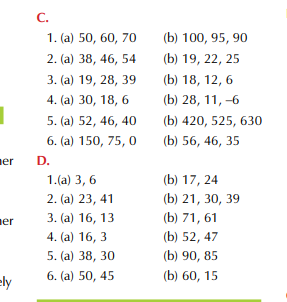 C.
1. (a) 50, 60, 70 (b) 100, 95, 90
2. (a) 38, 46, 54 (b) 19, 22, 25
3. (a) 19, 28, 39 (b) 18, 12, 6
4. (a) 30, 18, 6 (b) 28, 11, –6
5. (a) 52, 46, 40 (b) 420, 525, 630
6. (a) 150, 75, 0 (b) 56, 46, 35
ner D.
1.(a) 3, 6 (b) 17, 24
2. (a) 23, 41 (b) 21, 30, 39
ner 3. (a) 16, 13 (b) 71, 61
4. (a) 16, 3 (b) 52, 47
5. (a) 38, 30 (b) 90, 85
ely 6. (a) 50, 45 (b) 60, 15